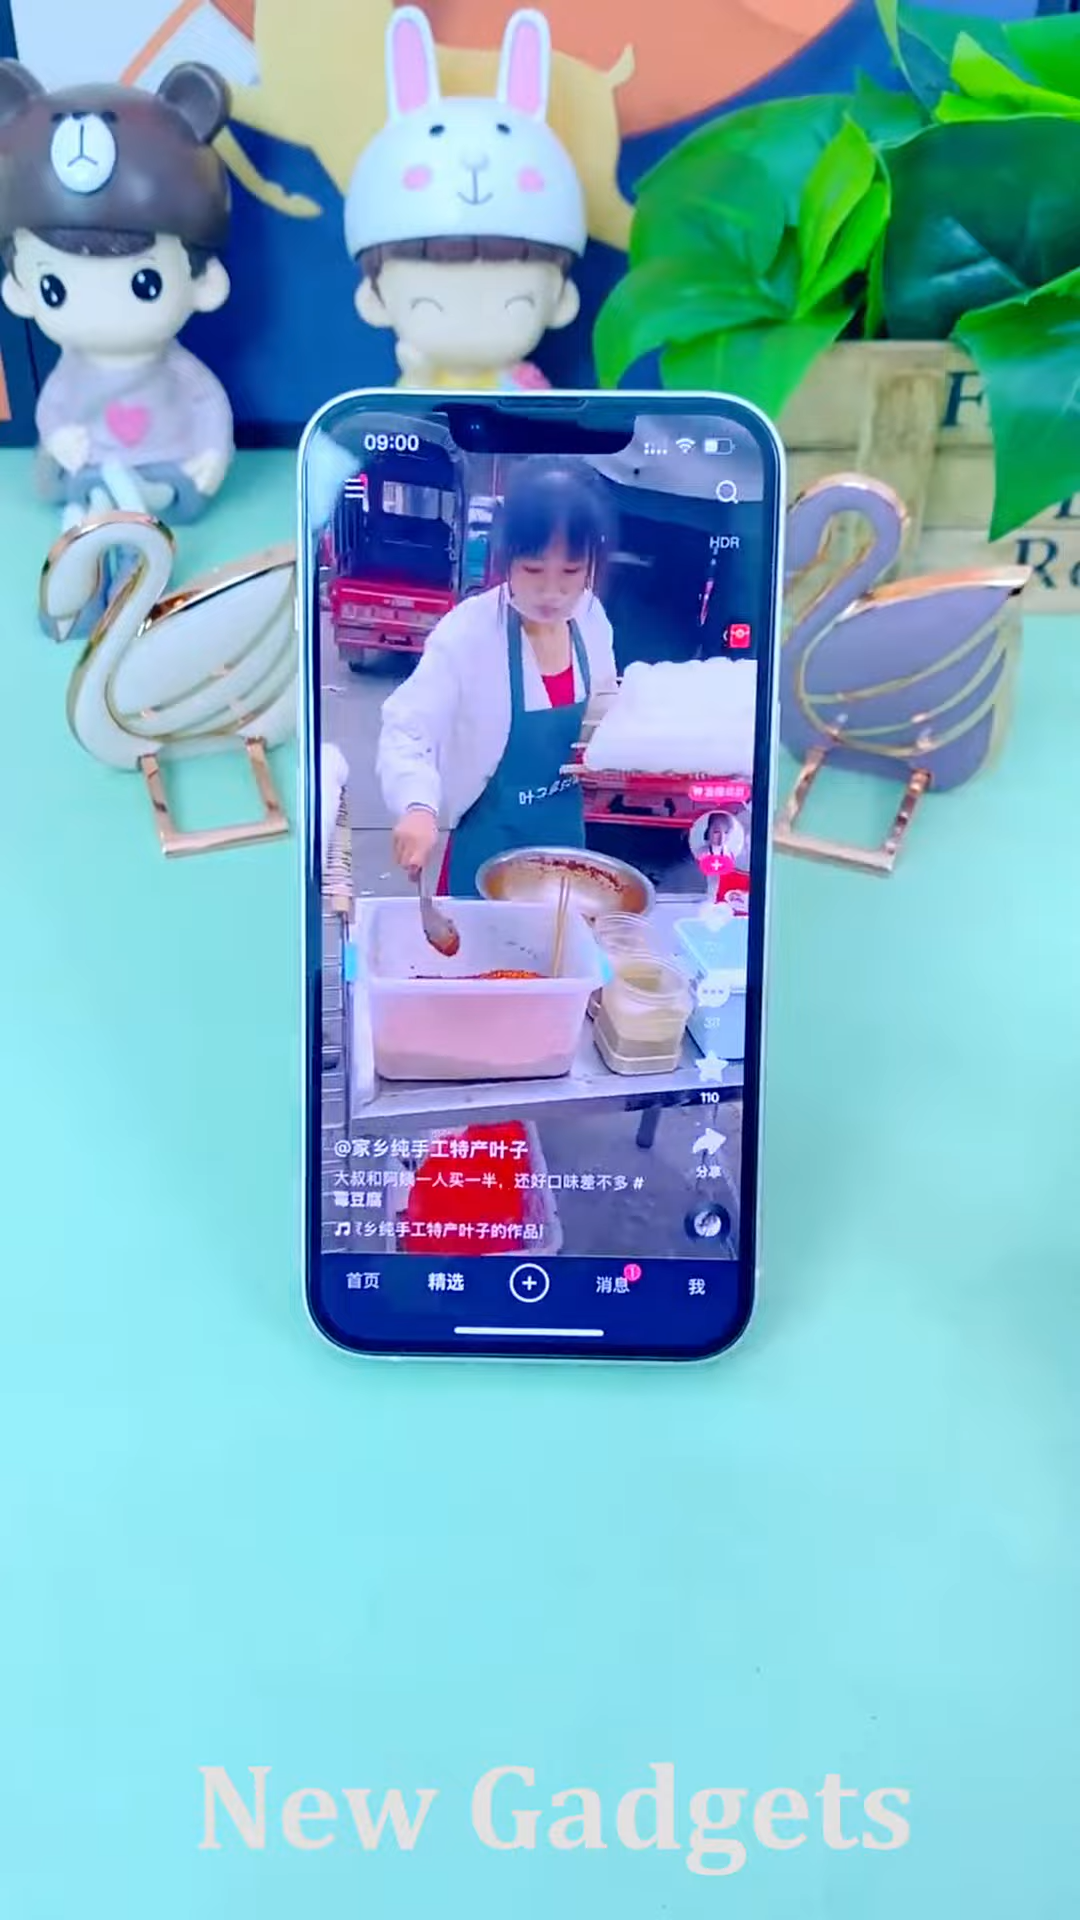 09:00
HDR
110
分享
@家乡纯手工特产叶子
大叔和阿姨一人买一半，还好口味差不多 #
霉豆腐
乡纯手工特产叶子的作品
首页
精选
消息
1
我
New Gadgets